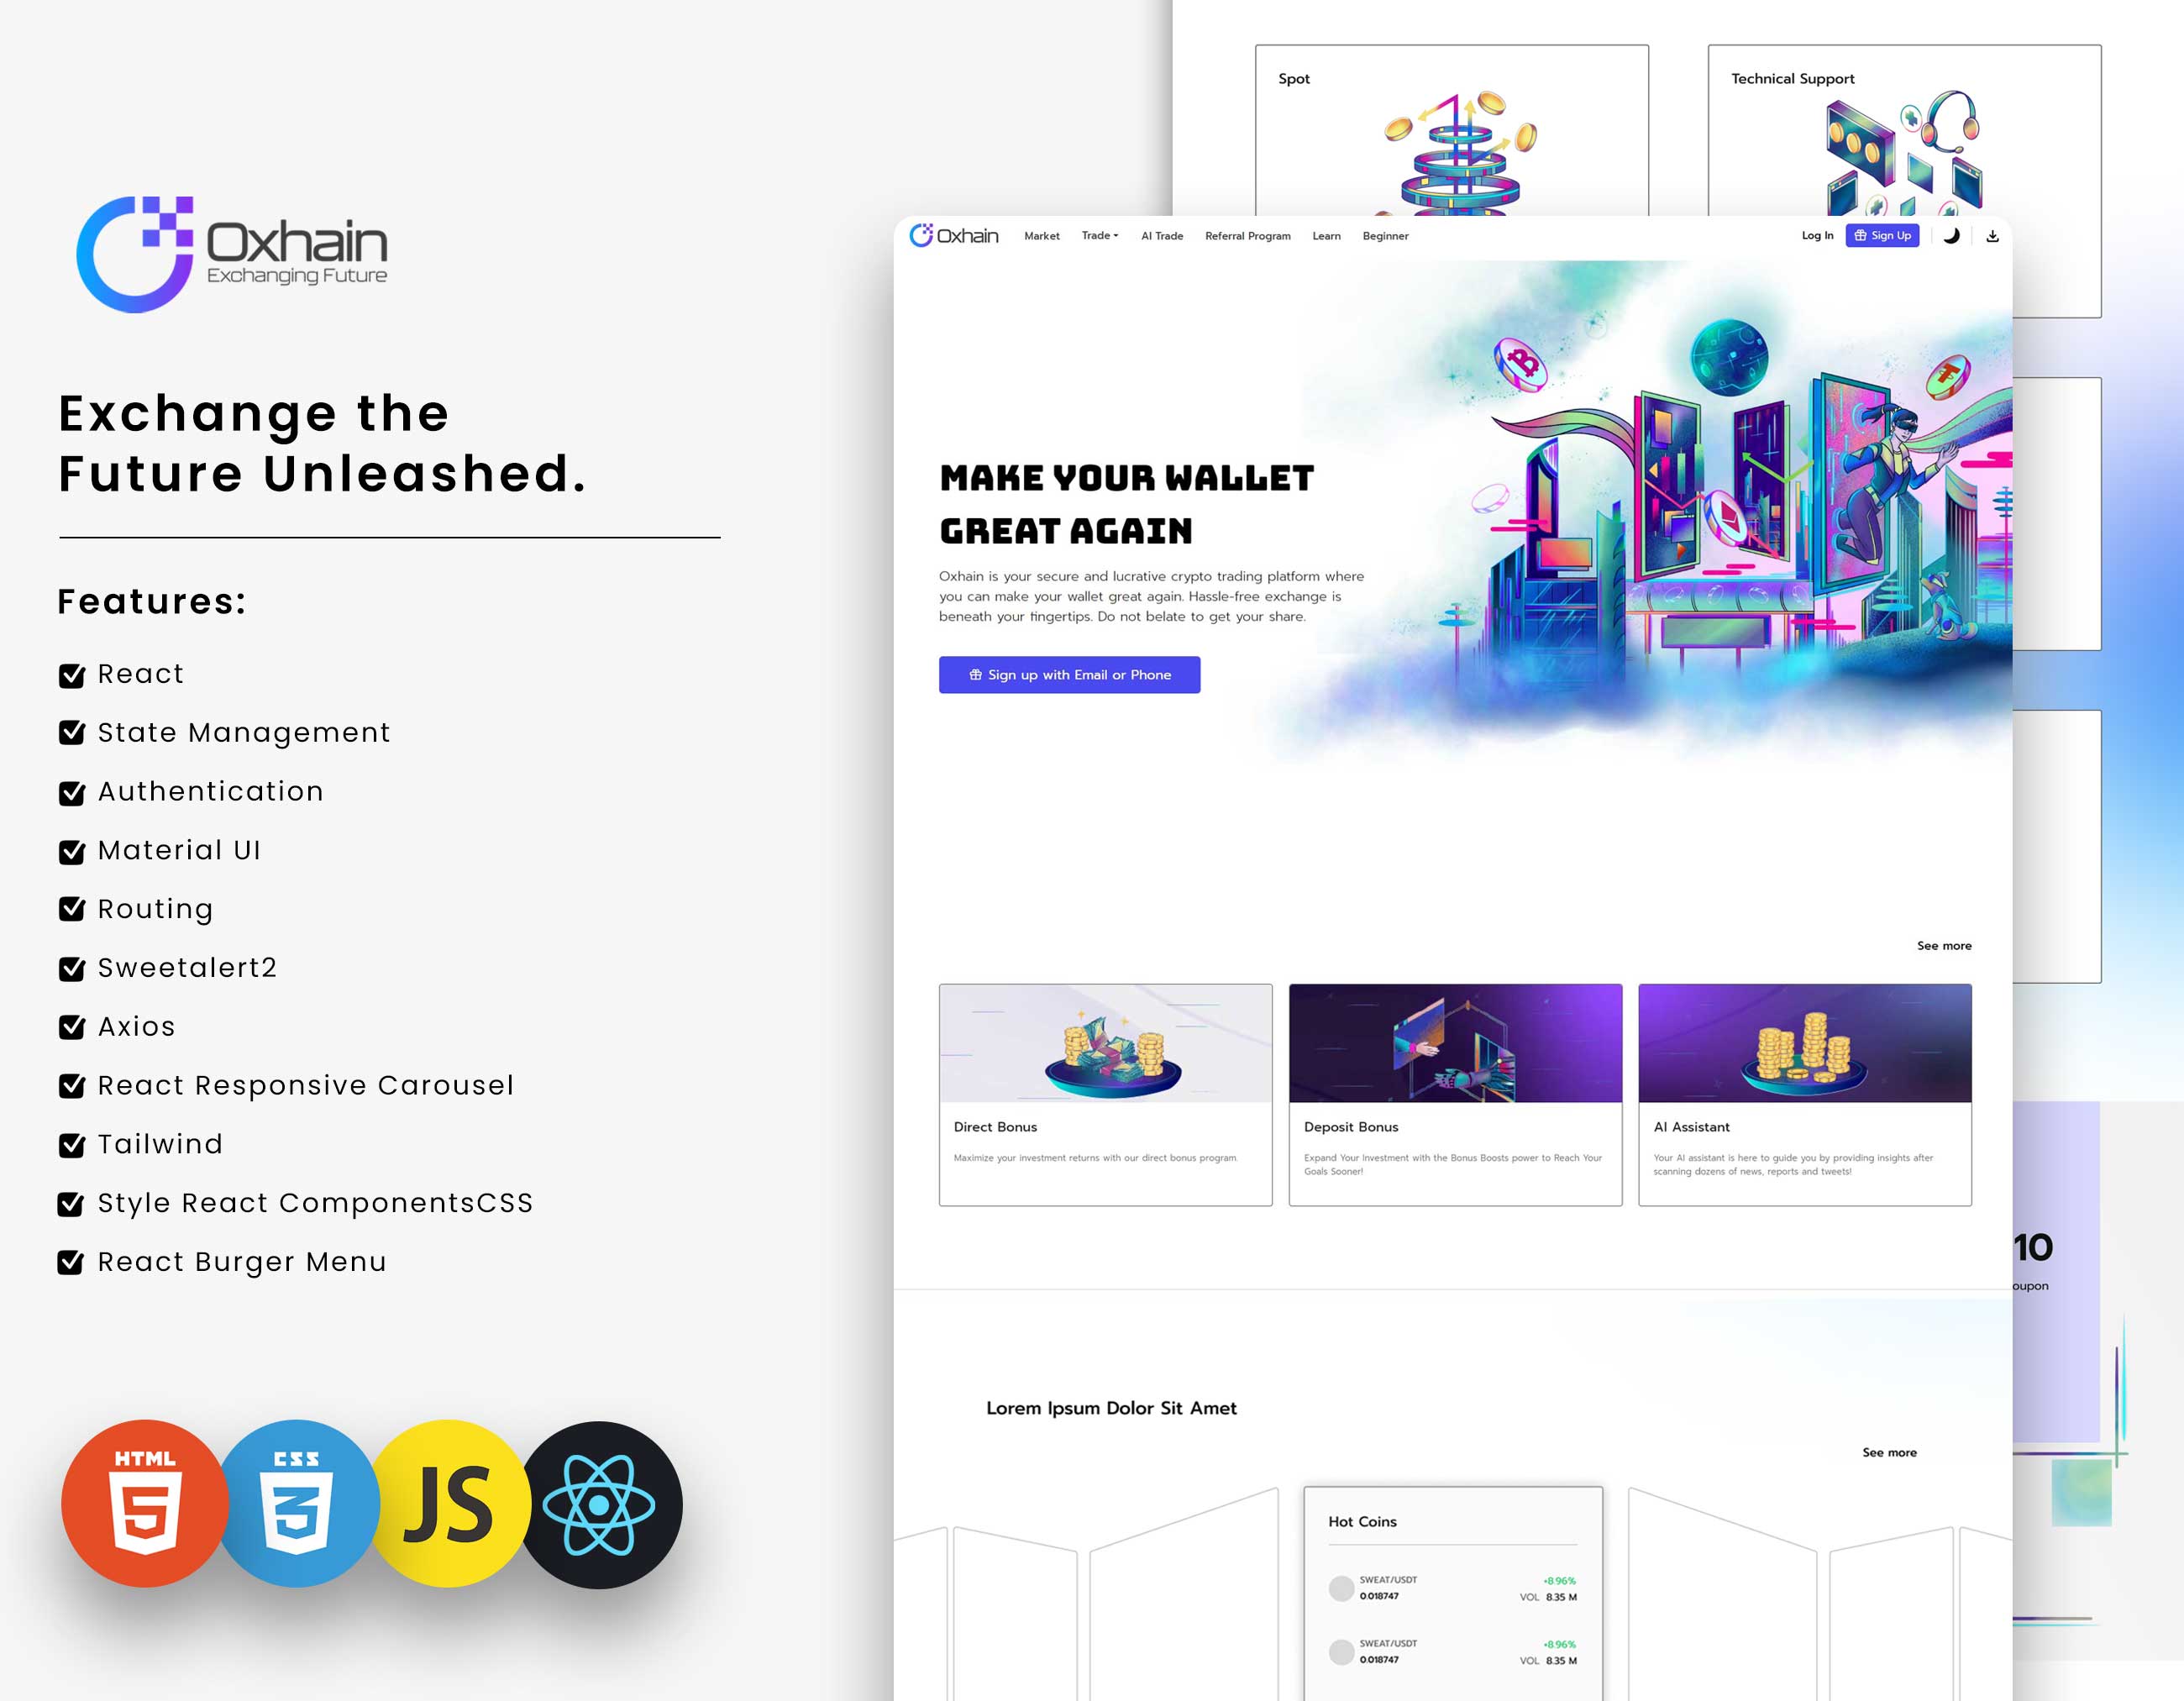 Oxhain
Exchanging Future
Exchange the
Future Unleashed.
Features:
React
State Management
Authentication
Material UI
Routing
Sweetalert2
Axios
React Responsive Carousel
Tailwind
Style React ComponentsCSS
React Burger Menu
HTML
5
CSS
3
JS
Spot
Technical Support
Oxhain
Market
Trade
AI Trade
Referral Program
Learn
Beginner
Log In
Sign Up
MAKE YOUR WALLET
GREAT AGAIN
Oxhain is your secure and lucrative crypto trading platform where
you can make your wallet great again. Hassle-free exchange is
beneath your fingertips. Do not belate to get your share.
Sign up with Email or Phone
See more
Direct Bonus
Maximize your investment returns with our direct bonus program.
Deposit Bonus
Expand Your Investment with the Bonus Boosts power to Reach Your
Goals Sooner!
AI Assistant
Your AI assistant is here to guide you by providing insights after
scanning dozens of news, reports and tweets!
10
oupon
Lorem Ipsum Dolor Sit Amet
See more
Hot Coins
SWEAT/USDT
+8.96%
0.018747
VOL 8.35 M
SWEAT/USDT
+8.96%
0.018747
VOL 8.35 M